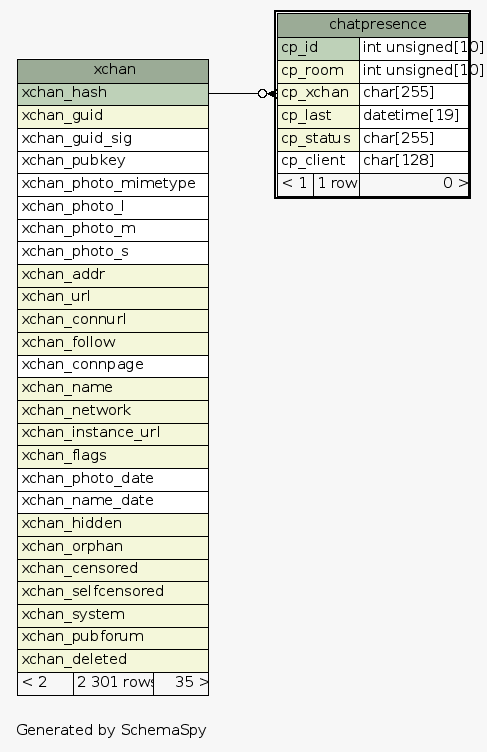 chatpresence
cp_id int unsigned[10]
cp_room int unsigned[10]
cp_xchan char[255]
cp_last datetime[19]
cp_status char[255]
cp_client char[128]
< 1 1 row 0 >
xchan
xchan_hash
xchan_guid
xchan_guid_sig
xchan_pubkey
xchan_photo_mimetype
xchan_photo_l
xchan_photo_m
xchan_photo_s
xchan_addr
xchan_url
xchan_connurl
xchan_follow
xchan_connpage
xchan_name
xchan_network
xchan_instance_url
xchan_flags
xchan_photo_date
xchan_name_date
xchan_hidden
xchan_orphan
xchan_censored
xchan_selfcensored
xchan_system
xchan_pubforum
xchan_deleted
< 2 2 301 rows 35 >
Generated by SchemaSpy